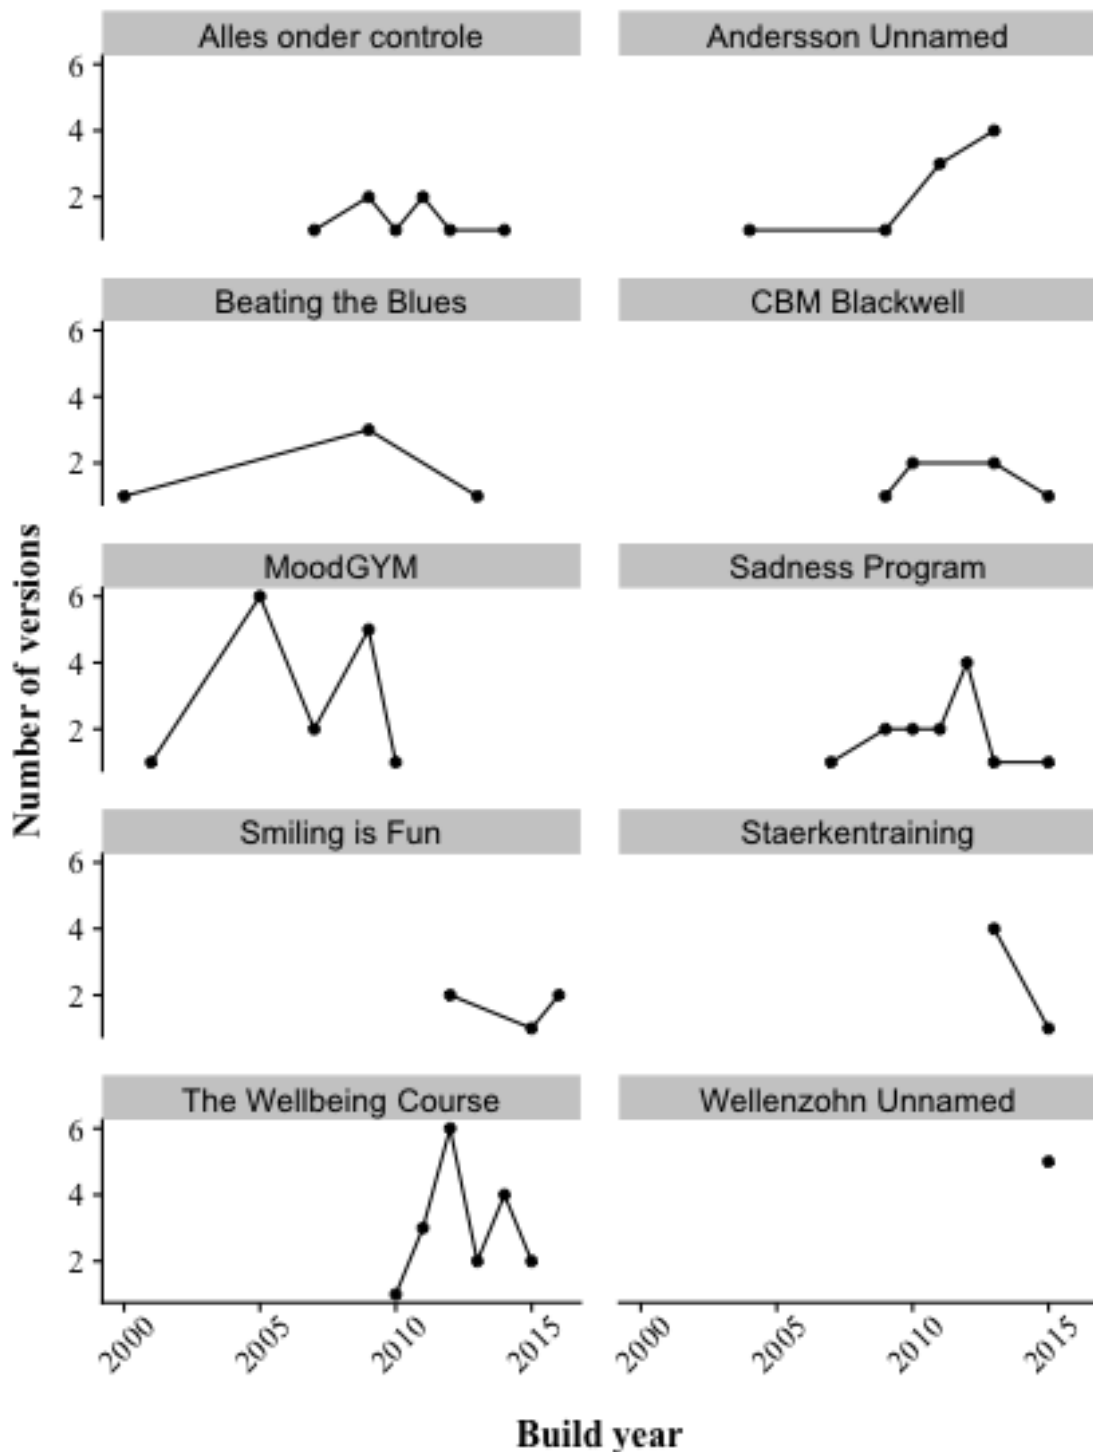 Alles onder controle
Andersson Unnamed
6
4
2
Beating the Blues
CBM Blackwell
6
4
2
MoodGYM
Sadness Program
6
4
2
Number of versions
Smiling is Fun
Staerkentraining
6
4
2
The Wellbeing Course
Wellenzohn Unnamed
6
4
2
2000 2005 2010 2015
2000 2005 2010 2015
Build year